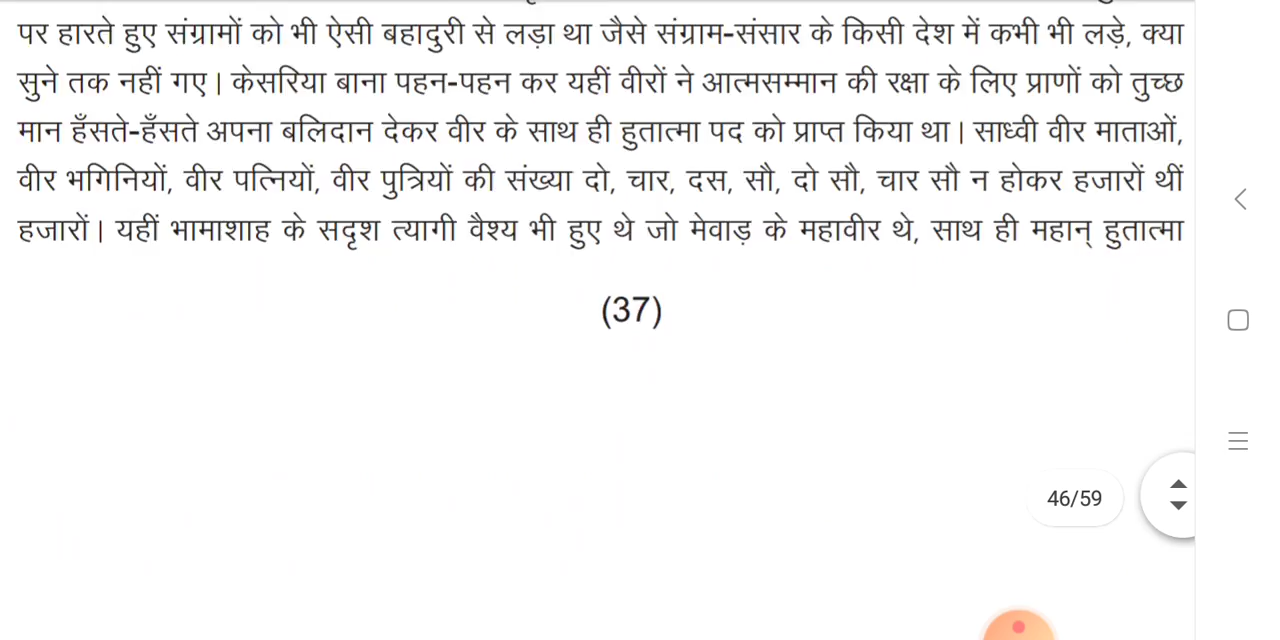 पर हारते हुए संग्रामों को भी ऐसी बहादुरी से लड़ा था जैसे संग्राम-संसार के किसी देश में कभी भी लड़े, क्या
सुने तक नहीं गए। केसरिया बाना पहन-पहन कर यहीं वीरों ने आत्मसम्मान की रक्षा के लिए प्राणों को तुच्छ
मान हँसते-हँसते अपना बलिदान देकर वीर के साथ ही हुतात्मा पद को प्राप्त किया था। साध्वी वीर माताओं,
वीर भगिनियों, वीर पत्नियों, वीर पुत्रियों की संख्या दो, चार, दस, सौ, दो सौ, चार सौ न होकर हजारों थीं
हजारों। यहीं भामाशाह के सदृश त्यागी वैश्य भी हुए थे जो मेवाड़ के महावीर थे, साथ ही महान् हुतात्मा
(37)
46/59